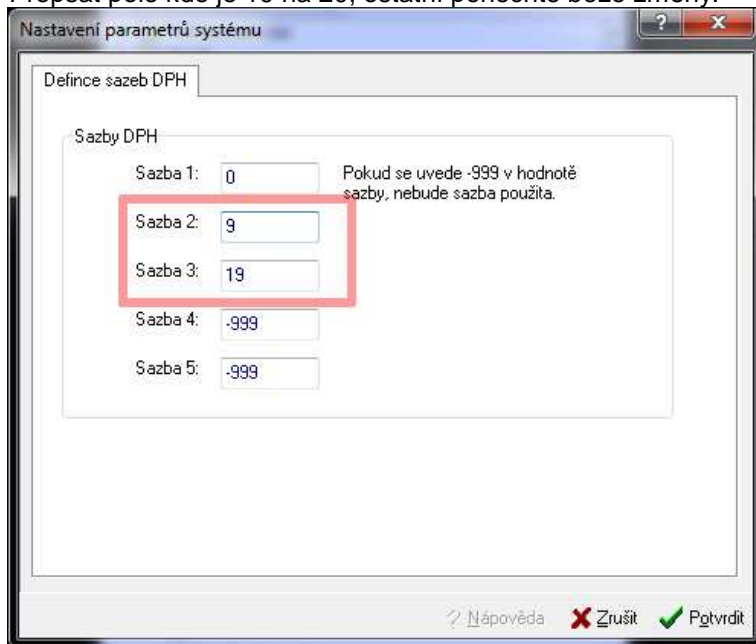 pole kde je na 20, ostatní ponechte beze změny.
Nastavení parametrů systému
Defince sazeb DPH
Sazby DPH
Sazba 1: 0 Pokud se uvede -999 v hodnotě
sazby, nebude sazba použita.
Sazba 2: 9
Sazba 3: 19
Sazba 4: -999
Sazba 5: -999
? Nápověda Zrušit Potvrdit